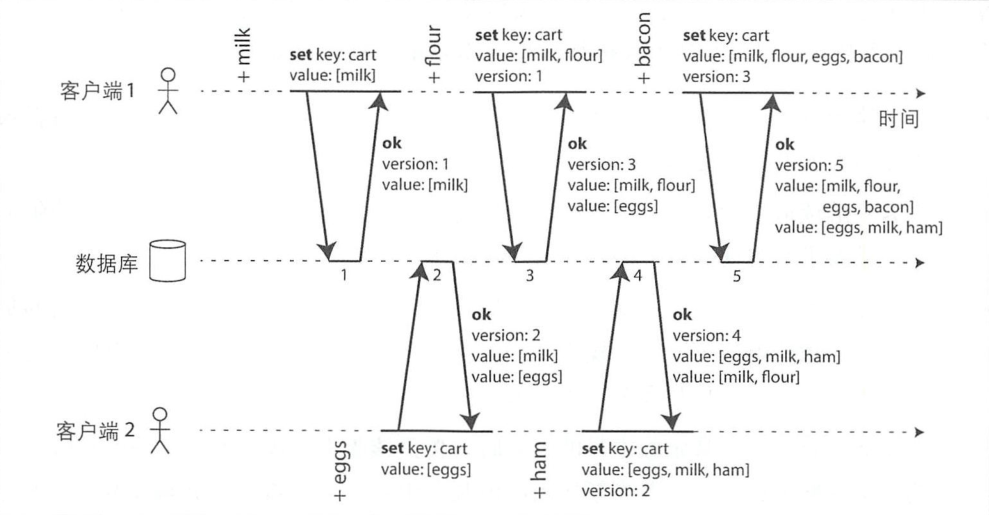 + milk
set key: cart
value: [milk]
+ flour
set key: cart
value: [milk, flour]
version: 1
+ bacon
set key: cart
value: [milk, flour, eggs, bacon]
version: 3
客户端1
时间
ok
version: 1
value: [milk]
ok
version: 3
value: [milk, flour]
value: [eggs]
ok
version: 5
value: [milk, flour,
eggs, bacon]
value: [eggs, milk, ham]
数据库
1
2
3
4
5
ok
version: 2
value: [milk]
value: [eggs]
ok
version: 4
value: [eggs, milk, ham]
value: [milk, flour]
客户端2
+ eggs
set key: cart
value: [eggs]
+ ham
set key: cart
value: [eggs, milk, ham]
version: 2